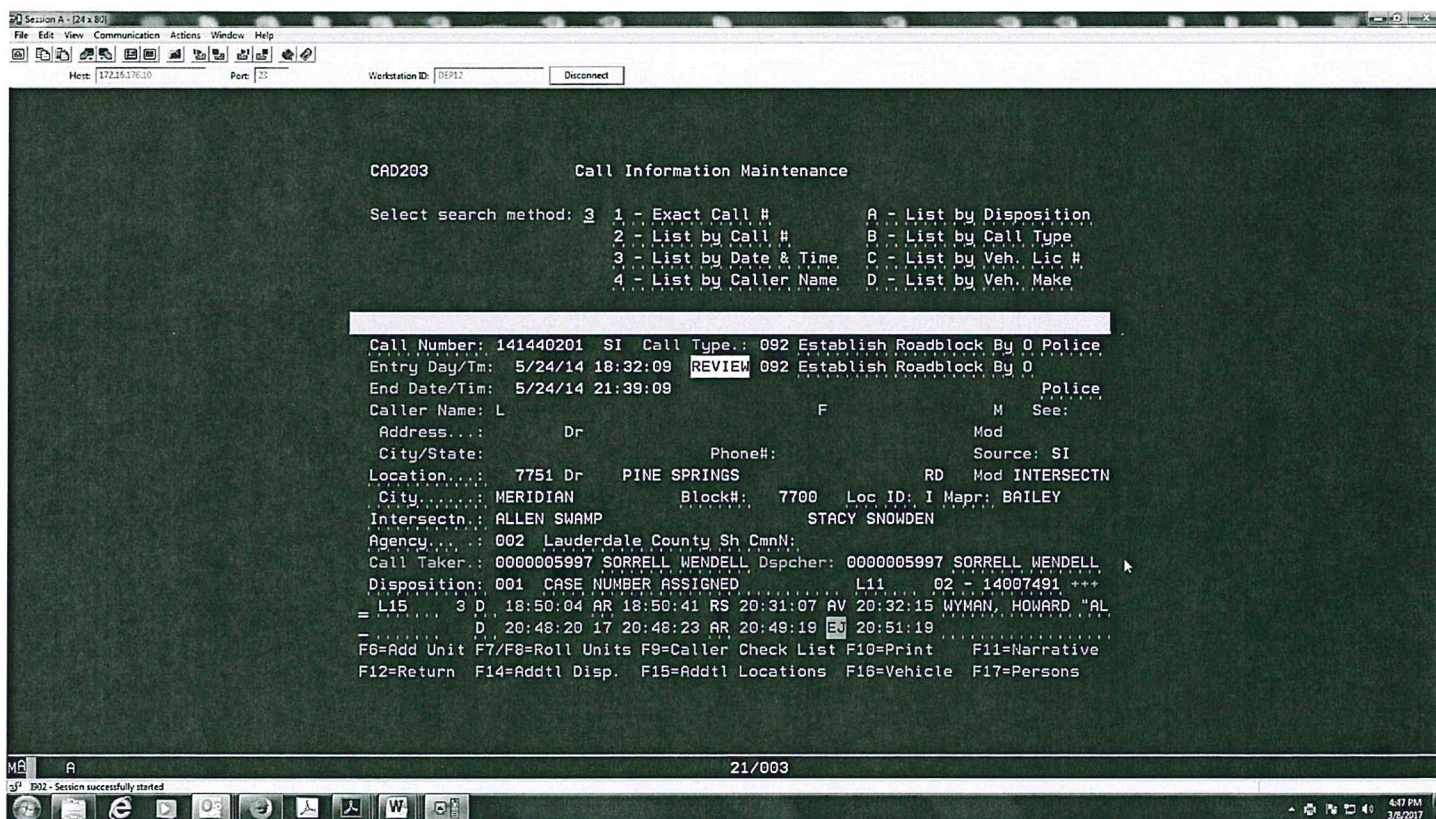 Session A - [24 x 80]
File Edit View Communication Actions Window Help
Host: 172.16.176.10 Port: 23 Workstation ID: DEP12 Disconnect
CAD203 Call Information Maintenance
Select search method: 3 1 - Exact Call # A - List by Disposition
2 - List by Call # B - List by Call Type
3 - List by Date & Time C - List by Veh. Lic #
4 - List by Caller Name D - List by Veh. Make
Call Number: 141440201 SI Call Type.: 092 Establish Roadblock By O Police
Entry Day/Tm: 5/24/14 18:32:09 REVIEW 092 Establish Roadblock By O
End Date/Tim: 5/24/14 21:39:09 Police
Caller Name: L F M See:
Address...: Dr Mod
City/State: Phone#: Source: SI
Location...: 7751 Dr PINE SPRINGS RD Mod INTERSECTN
City......: MERIDIAN Block#: 7700 Loc ID: I Mapr: BAILEY
Intersectn.: ALLEN SWAMP STACY SNOWDEN
Agency... .: 002 Lauderdale County Sh CmnN:
Call Taker.: 0000005997 SORRELL WENDELL Dspcher: 0000005997 SORRELL WENDELL
Disposition: 001 CASE NUMBER ASSIGNED L11 02 - 14007491 +++
L15 3 D 18:50:04 AR 18:50:41 RS 20:31:07 AV 20:32:15 WYMAN, HOWARD "AL
D 20:48:20 17 20:48:23 AR 20:49:19 EJ 20:51:19
F6=Add Unit F7/F8=Roll Units F9=Caller Check List F10=Print F11=Narrative
F12=Return F14=Addtl Disp. F15=Addtl Locations F16=Vehicle F17=Persons
MA A 21/003
I902 - Session successfully started
4:47 PM
3/8/2017